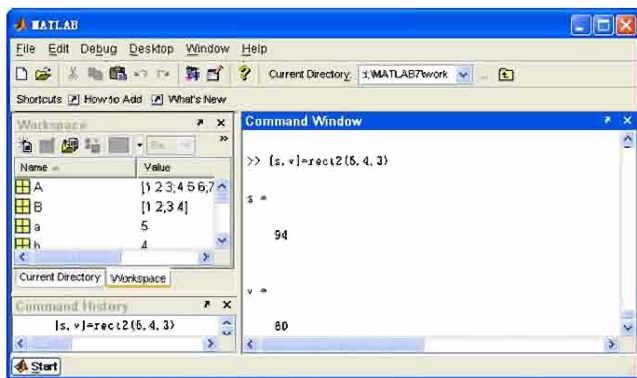 MATLAB
File Edit Debug Desktop Window Help
Current Directory: :\MATLAB7\work
Shortcuts How to Add What's New
Workspace
Name Value
A [1 2 3;4 5 6;7
B [1 2;3 4]
a 5
b 4
Current Directory Workspace
Command History
[s, v]=rect2(5, 4, 3)
Command Window
>> [s, v]=rect2(5, 4, 3)
s =
94
v =
60
Start